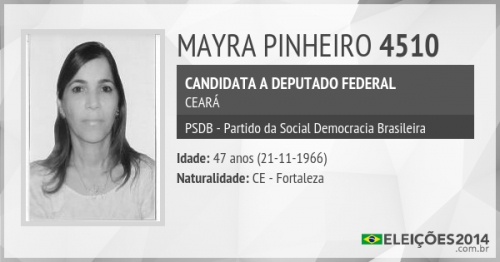 MAYRA PINHEIRO 4510
CANDIDATA A DEPUTADO FEDERAL
CEARÁ
PSDB - Partido da Social Democracia Brasileira
Idade: 47 anos (21-11-1966)
Naturalidade: CE - Fortaleza
ELEIÇÕES2014
.com.br